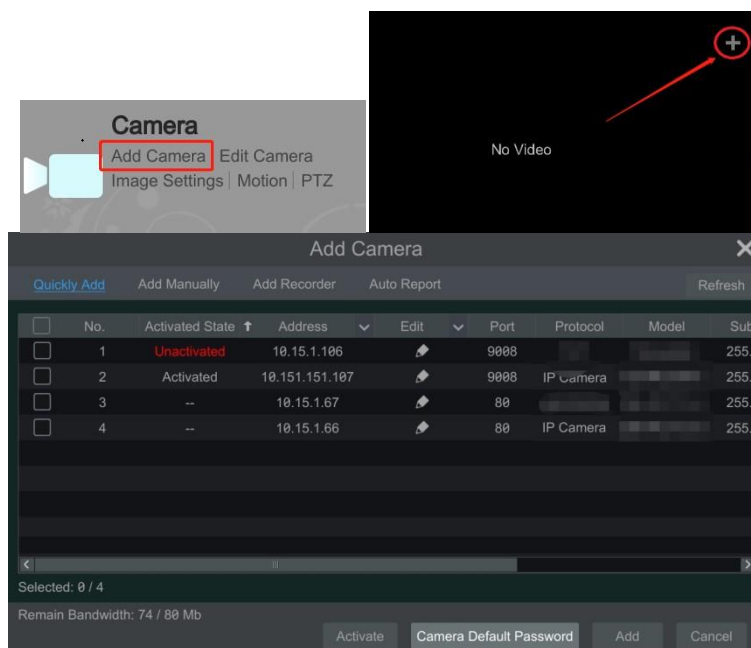 Camera
Add Camera | Edit Camera
Image Settings | Motion | PTZ
No Video
Add Camera
Quickly Add Add Manually Add Recorder Auto Report Refresh
No. Activated State Address Edit Port Protocol Model Sub
1 Unactivated 10.15.1.106 9008 255.
2 Activated 10.151.151.107 9008 IP Camera 255.
3 -- 10.15.1.67 80 255.
4 -- 10.15.1.66 80 IP Camera 255.
Selected: 0 / 4
Remain Bandwidth: 74 / 80 Mb
Activate Camera Default Password Add Cancel